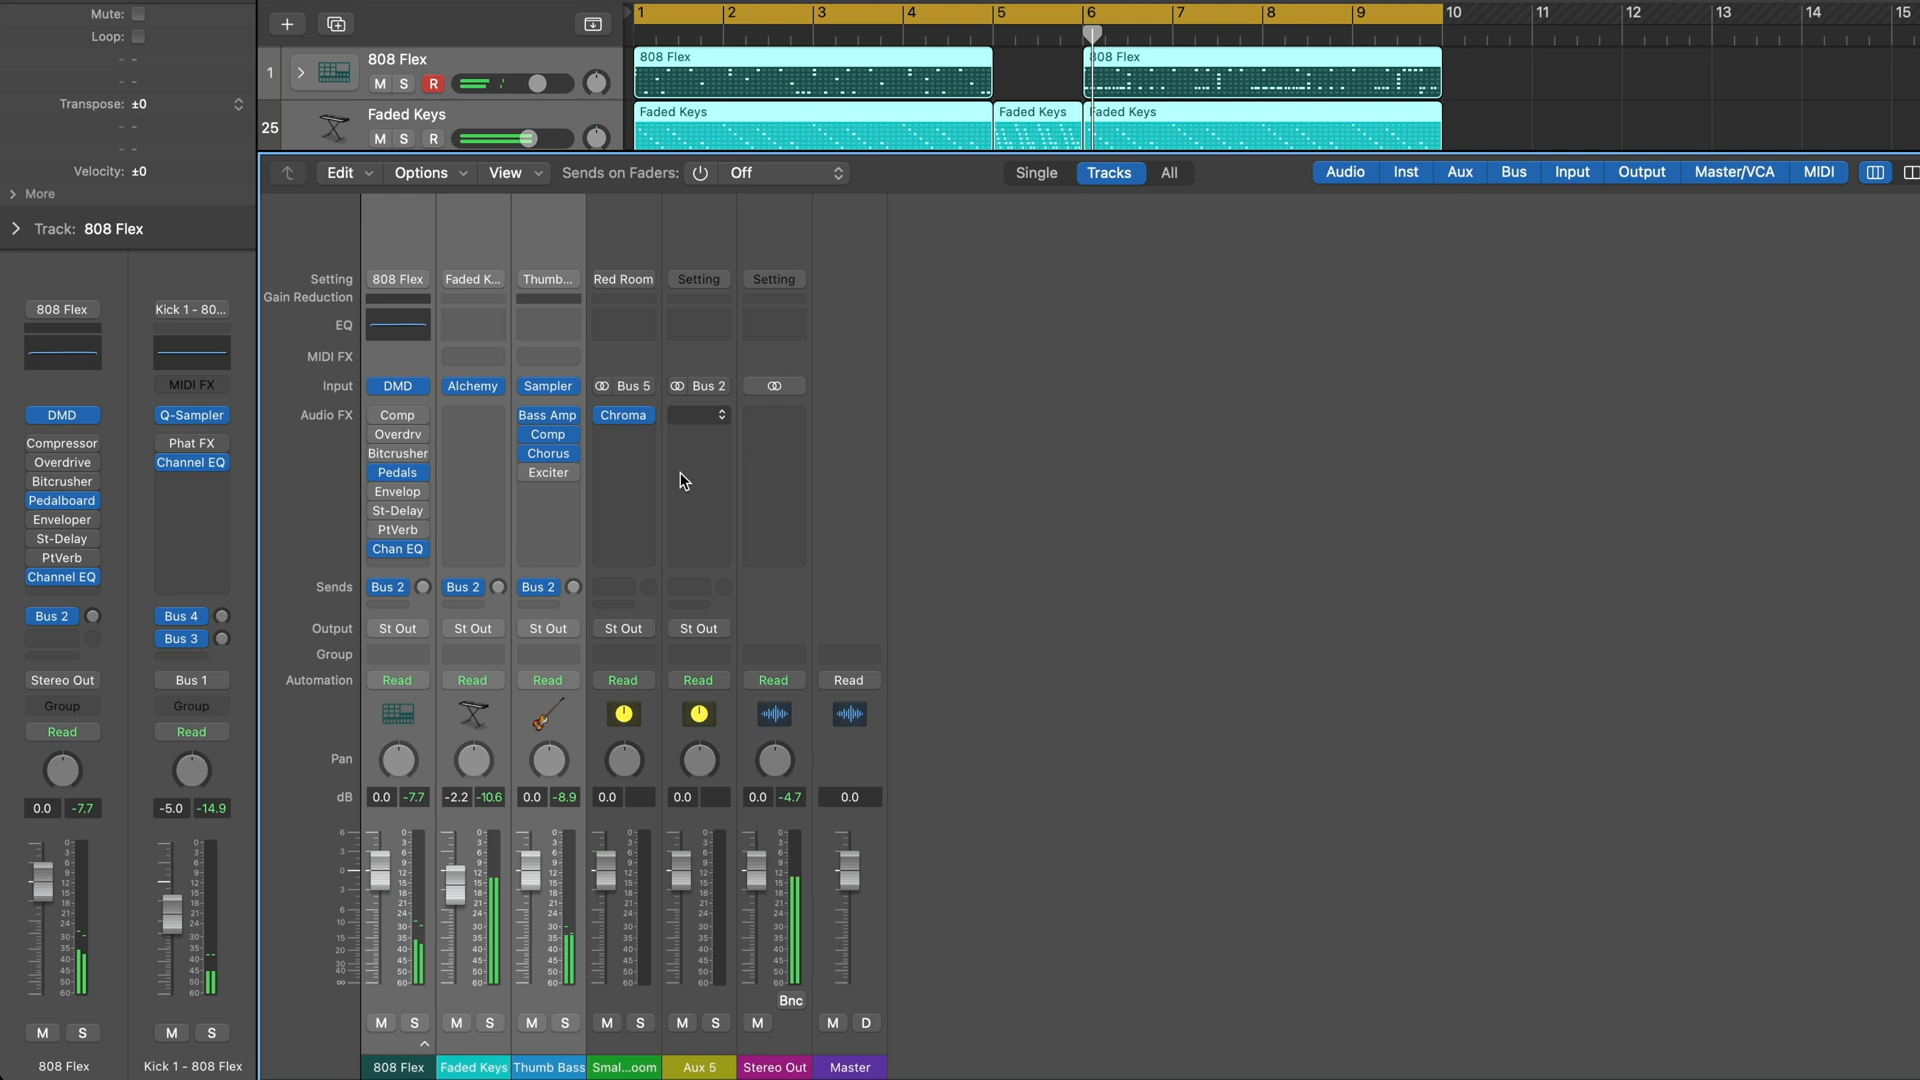 Mute:
Loop:
Transpose: ±0
Velocity: ±0
More
Track: 808 Flex
1 2 3 4 5 6 7 8 9 10 11 12 13 14 15
1 808 Flex
M S R
808 Flex
808 Flex
25 Faded Keys
M S R
Faded Keys
Faded Keys
Faded Keys
Edit Options View Sends on Faders: Off Single Tracks All Audio Inst Aux Bus Input Output Master/VCA MIDI
808 Flex Kick 1 - 80...
MIDI FX
DMD Q-Sampler
Compressor Phat FX
Overdrive Channel EQ
Bitcrusher
Pedalboard
Enveloper
St-Delay
PtVerb
Channel EQ
Bus 2 Bus 4
Bus 3
Stereo Out Bus 1
Group Group
Read Read
0.0 -7.7 -5.0 -14.9
M S M S
808 Flex Kick 1 - 808 Flex
Setting 808 Flex Faded K... Thumb... Red Room Setting Setting
Gain Reduction
EQ
MIDI FX
Input DMD Alchemy Sampler Bus 5 Bus 2
Audio FX Comp Bass Amp Chroma
Overdrv Comp
Bitcrusher Chorus
Pedals Exciter
Envelop
St-Delay
PtVerb
Chan EQ
Sends Bus 2 Bus 2 Bus 2
Output St Out St Out St Out St Out St Out
Group
Automation Read Read Read Read Read Read Read
Pan
dB 0.0 -7.7 -2.2 -10.6 0.0 -8.9 0.0 0.0 0.0 -4.7 0.0
Bnc
M S M S M S M S M S M M D
808 Flex Faded Keys Thumb Bass Smal...oom Aux 5 Stereo Out Master